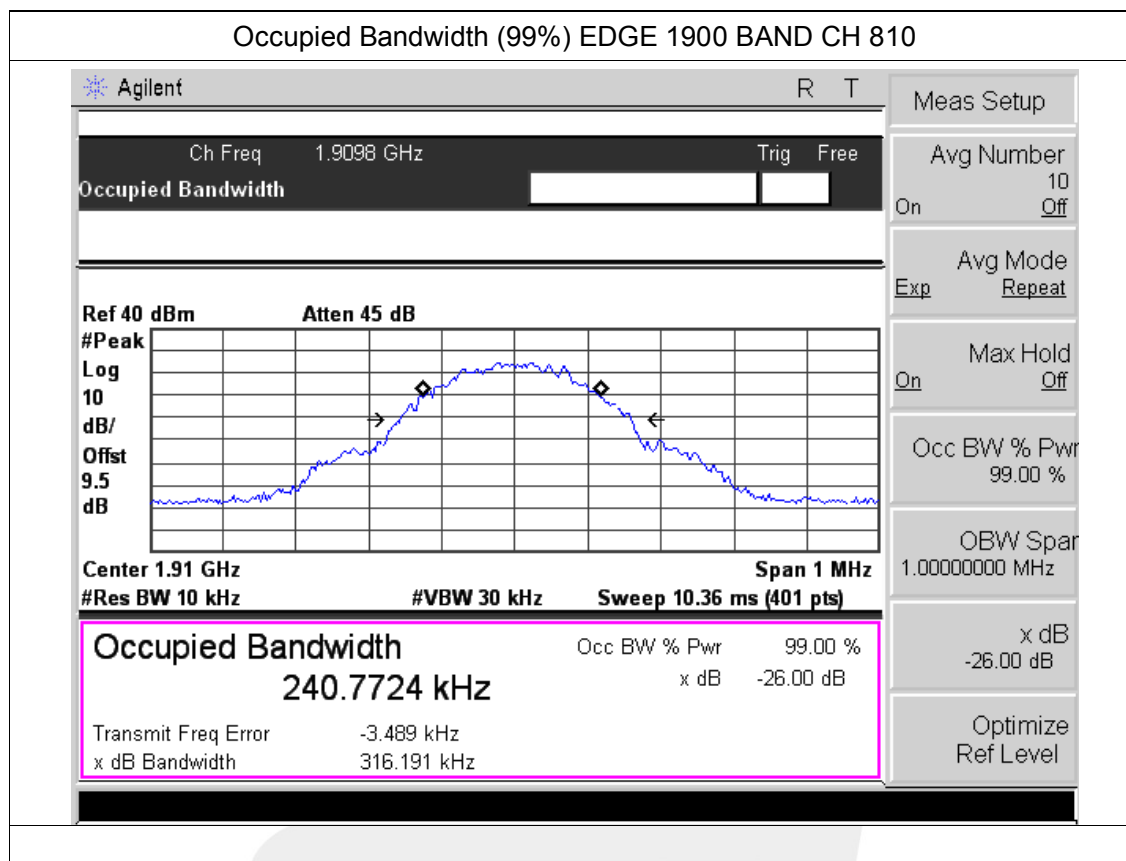 Occupied Bandwidth (99%) EDGE 1900 BAND CH 810
Agilent
R T
Ch Freq 1.9098 GHz Trig Free
Occupied Bandwidth
Ref 40 dBm Atten 45 dB
#Peak
Log
10
dB/
Offst
9.5
dB
Center 1.91 GHz Span 1 MHz
#Res BW 10 kHz #VBW 30 kHz Sweep 10.36 ms (401 pts)
Occupied Bandwidth
240.7724 kHz
Occ BW % Pwr 99.00 %
x dB -26.00 dB
Transmit Freq Error -3.489 kHz
x dB Bandwidth 316.191 kHz
Meas Setup
Avg Number
10
On Off
Avg Mode
Exp Repeat
Max Hold
On Off
Occ BW % Pwr
99.00 %
OBW Span
1.00000000 MHz
x dB
-26.00 dB
Optimize
Ref Level